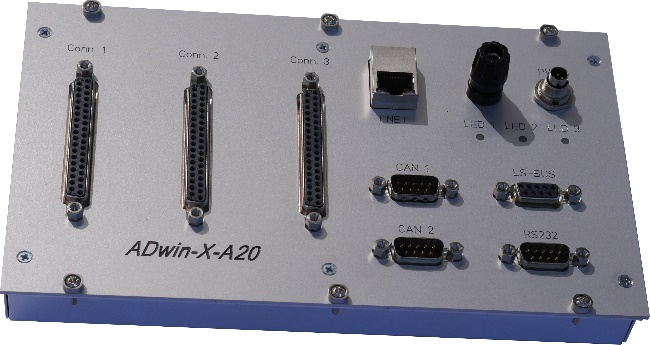 Conn. 1
Conn. 2
Conn. 3
LED 1
LED 2
LED 3
CAN 1
LS-BUS
CAN 2
RS232
ADwin-X-A20